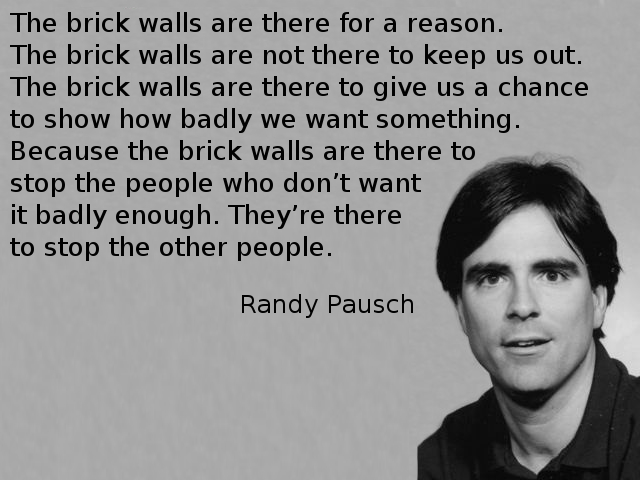 The brick walls are there for a reason.
The brick walls are not there to keep us out.
The brick walls are there to give us a chance
to show how badly we want something.
Because the brick walls are there to
stop the people who don’t want
it badly enough. They’re there
to stop the other people.
Randy Pausch